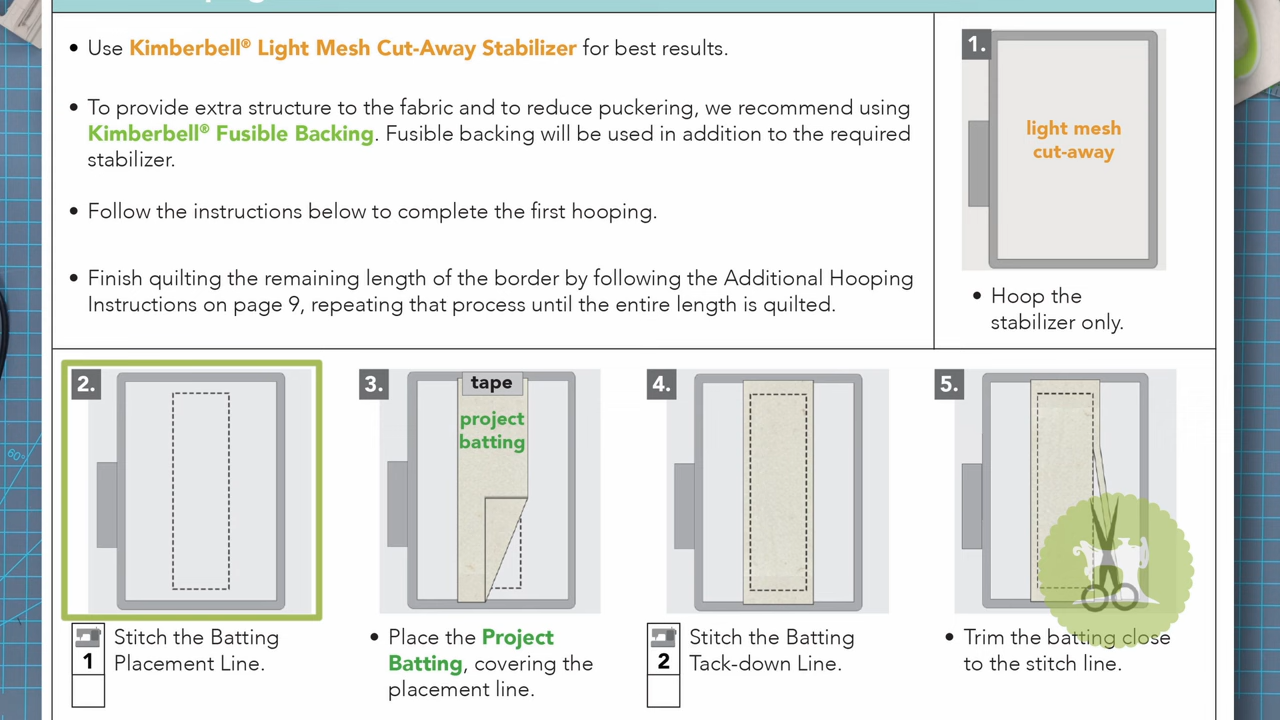 • Use Kimberbell® Light Mesh Cut-Away Stabilizer for best results.
• To provide extra structure to the fabric and to reduce puckering, we recommend using
Kimberbell® Fusible Backing. Fusible backing will be used in addition to the required
stabilizer.
• Follow the instructions below to complete the first hooping.
• Finish quilting the remaining length of the border by following the Additional Hooping
Instructions on page 9, repeating that process until the entire length is quilted.
1.
light mesh
cut-away
• Hoop the
stabilizer only.
2.
1
Stitch the Batting
Placement Line.
3.
tape
project
batting
• Place the Project
Batting, covering the
placement line.
4.
2
Stitch the Batting
Tack-down Line.
5.
• Trim the batting close
to the stitch line.
60°